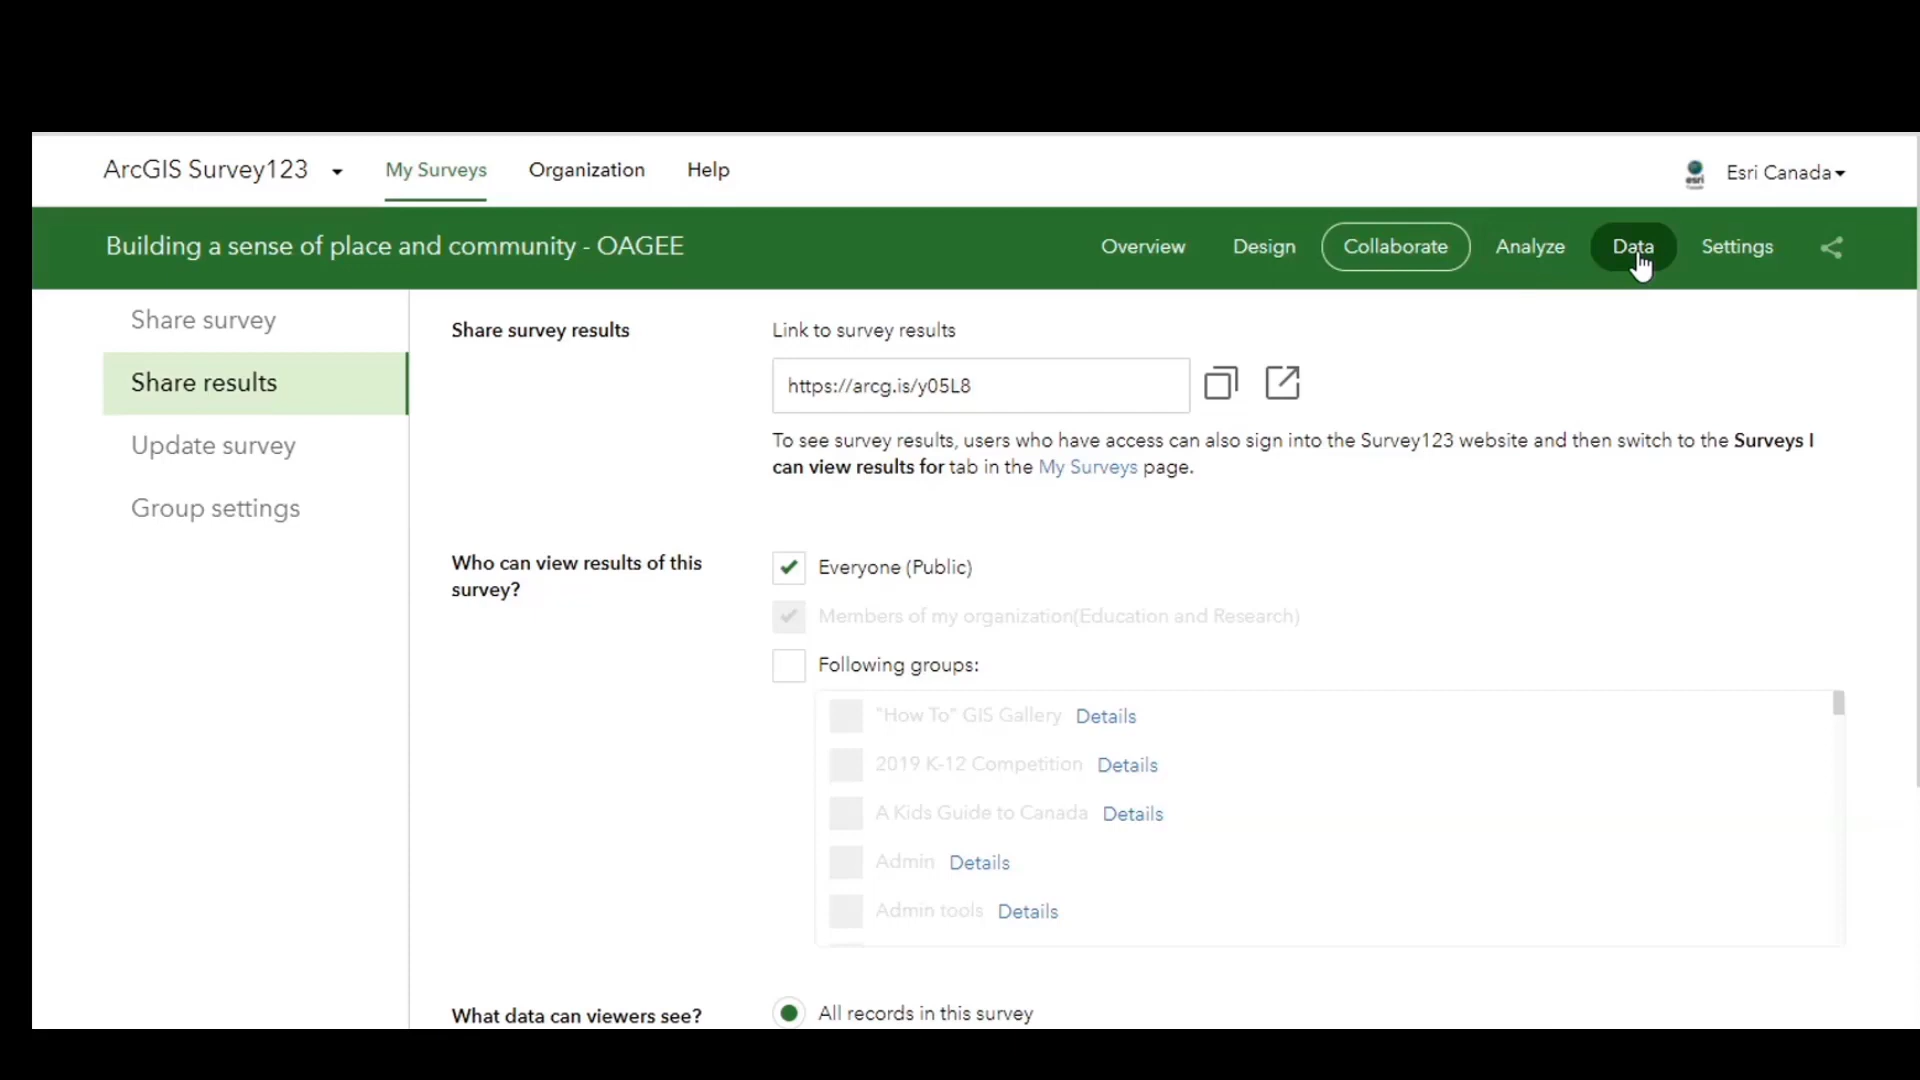 ArcGIS Survey123
My Surveys
Organization
Help
esri
Esri Canada
Building a sense of place and community - OAGEE
Overview
Design
Collaborate
Analyze
Data
Settings
Share survey
Share results
Update survey
Group settings
Share survey results
Link to survey results
https://arcg.is/y05L8
To see survey results, users who have access can also sign into the Survey123 website and then switch to the Surveys I
can view results for tab in the My Surveys page.
Who can view results of this
survey?
Everyone (Public)
Members of my organization(Education and Research)
Following groups:
"How To" GIS Gallery Details
2019 K-12 Competition Details
A Kids Guide to Canada Details
Admin Details
Admin tools Details
What data can viewers see?
All records in this survey